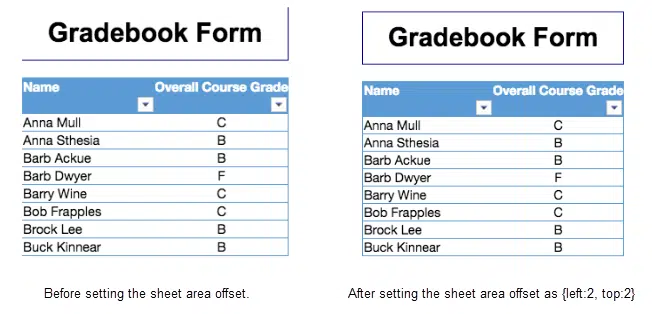 Gradebook Form
Name Overall Course Grade
Anna Mull C
Anna Sthesia B
Barb Ackue B
Barb Dwyer F
Barry Wine C
Bob Frapples C
Brock Lee B
Buck Kinnear B
Before setting the sheet area offset.
Gradebook Form
Name Overall Course Grade
Anna Mull C
Anna Sthesia B
Barb Ackue B
Barb Dwyer F
Barry Wine C
Bob Frapples C
Brock Lee B
Buck Kinnear B
After setting the sheet area offset as {left:2, top:2}